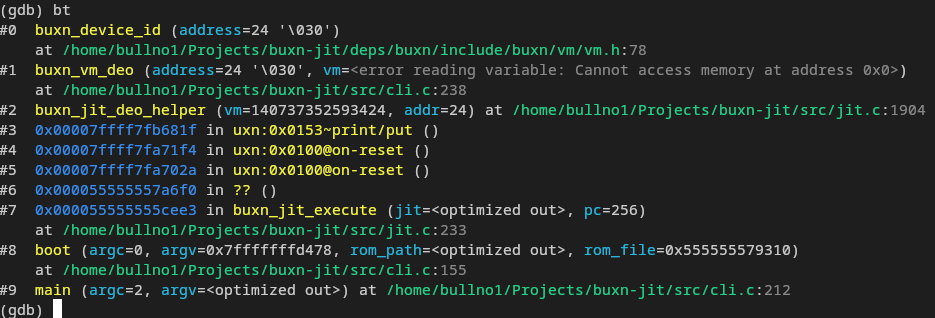 (gdb) bt
#0  buxn_device_id (address=24 '\030')
    at /home/bullno1/Projects/buxn-jit/deps/buxn/include/buxn/vm/vm.h:78
#1  buxn_vm_deo (address=24 '\030', vm=<error reading variable: Cannot access memory at address 0x0>)
    at /home/bullno1/Projects/buxn-jit/src/cli.c:238
#2  buxn_jit_deo_helper (vm=140737352593424, addr=24) at /home/bullno1/Projects/buxn-jit/src/jit.c:1904
#3  0x00007ffff7fb681f in uxn:0x0153~print/put ()
#4  0x00007ffff7fa71f4 in uxn:0x0100@on-reset ()
#5  0x00007ffff7fa702a in uxn:0x0100@on-reset ()
#6  0x000055555557a6f0 in ?? ()
#7  0x000055555555cee3 in buxn_jit_execute (jit=<optimized out>, pc=256)
    at /home/bullno1/Projects/buxn-jit/src/jit.c:233
#8  boot (argc=0, argv=0x7fffffffd478, rom_path=<optimized out>, rom_file=0x555555579310)
    at /home/bullno1/Projects/buxn-jit/src/cli.c:155
#9  main (argc=2, argv=<optimized out>) at /home/bullno1/Projects/buxn-jit/src/cli.c:212
(gdb)